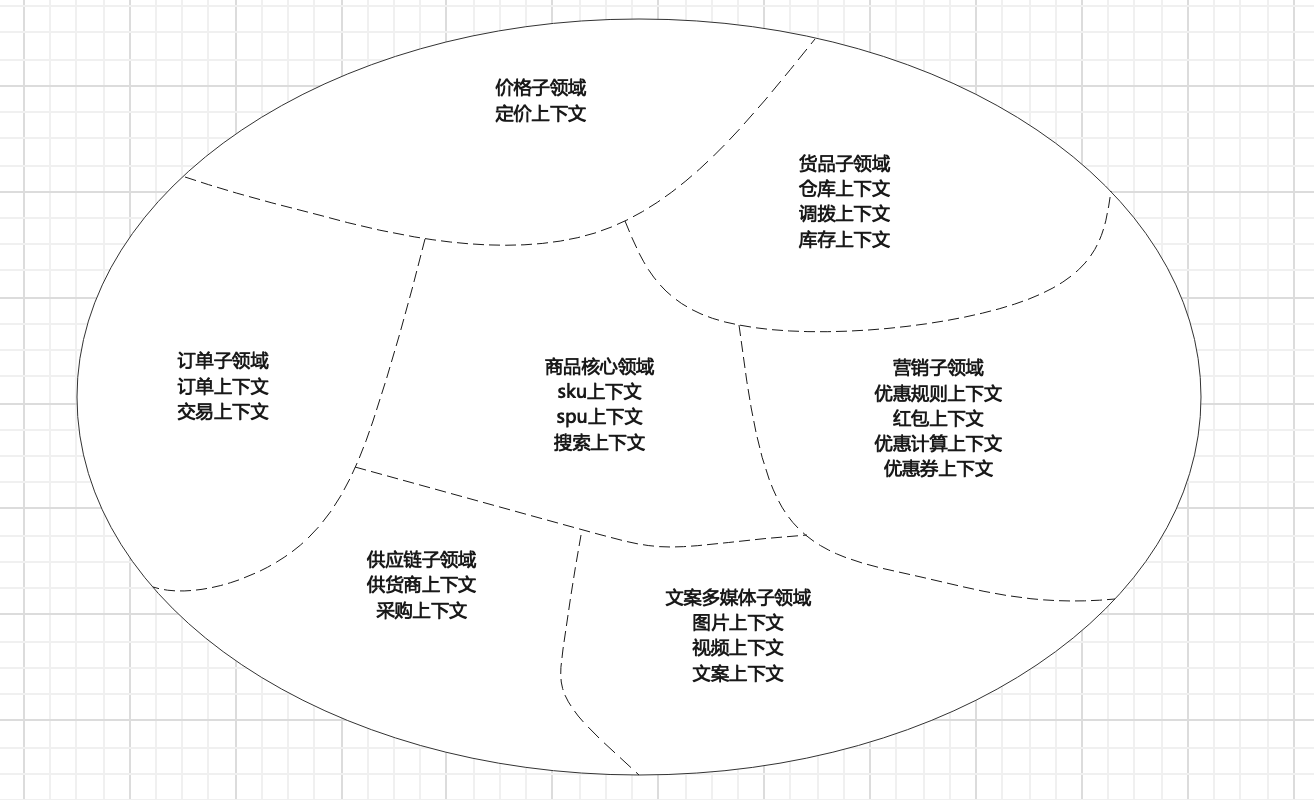 价格子领域
定价上下文
货品子领域
仓库上下文
调拨上下文
库存上下文
订单子领域
订单上下文
交易上下文
商品核心领域
sku上下文
spu上下文
搜索上下文
营销子领域
优惠规则上下文
红包上下文
优惠计算上下文
优惠券上下文
供应链子领域
供货商上下文
采购上下文
文案多媒体子领域
图片上下文
视频上下文
文案上下文